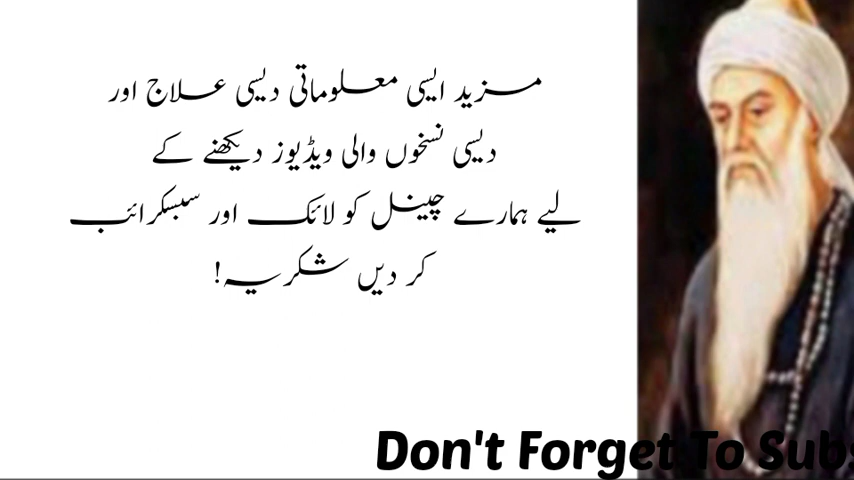 مزید ایسی معلوماتی دیسی علاج اور
دیسی نسخوں والی ویڈیوز دیکھنے کے
لیے ہمارے چینل کو لائک اور سبسکرائب
کر دیں شکریہ!
Don't Forget To Subs